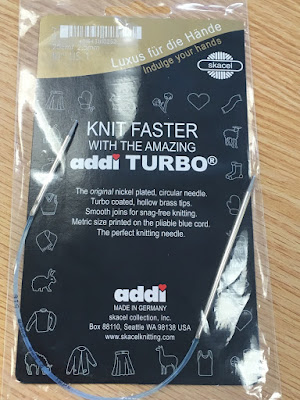 Luxus für die Hände
Indulge your hands
skacel
KNIT FASTER
WITH THE AMAZING
addi TURBO®
The original nickel plated, circular needle.
Turbo coated, hollow brass tips.
Smooth joins for snag-free knitting.
Metric size printed on the pliable blue cord.
The perfect knitting needle.
addi
MADE IN GERMANY
skacel collection, inc.
Box 88110, Seattle WA 98138 USA
www.skacelknitting.com